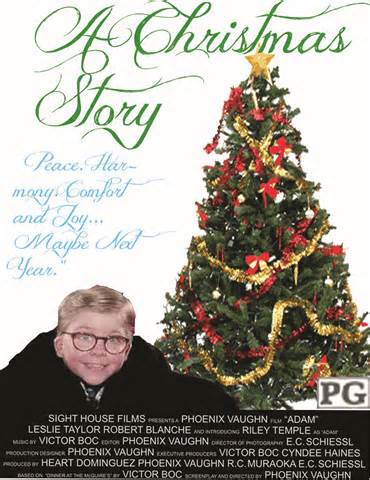 A Christmas
Story
Peace, Har-
mony, Comfort
and Joy...
Maybe Next
Year."
PG
SIGHT HOUSE FILMS PRESENTS A PHOENIX VAUGHN FILM "ADAM"
LESLIE TAYLOR ROBERT BLANCHE AND INTRODUCING RILEY TEMPLE AS "ADAM"
MUSIC BY VICTOR BOC EDITOR PHOENIX VAUGHN DIRECTOR OF PHOTOGRAPHY E.C. SCHIESSL
PRODUCTION DESIGNER PHOENIX VAUGHN EXECUTIVE PRODUCERS VICTOR BOC CYNDEE HAINES
PRODUCED BY HEART DOMINGUEZ PHOENIX VAUGHN R.C. MURAOKA E.C. SCHIESSL
BASED ON "DINNER AT THE McGUIRE'S" BY VICTOR BOC SCREENPLAY AND DIRECTED BY PHOENIX VAUGHN